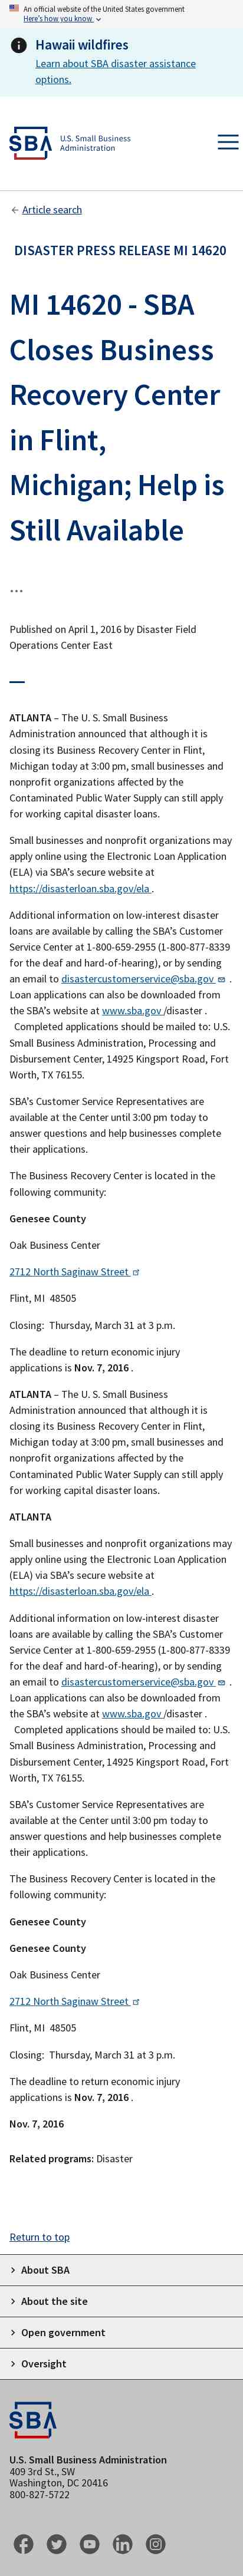 An official website of the United States government
Here's how you know
Hawaii wildfires
Learn about SBA disaster assistance
options.
SBA
U.S. Small Business
Administration
Article search
DISASTER PRESS RELEASE MI 14620
MI 14620 - SBA
Closes Business
Recovery Center
in Flint,
Michigan; Help is
Still Available
...
Published on April 1, 2016 by Disaster Field
Operations Center East
ATLANTA – The U. S. Small Business
Administration announced that although it is
closing its Business Recovery Center in Flint,
Michigan today at 3:00 pm, small businesses and
nonprofit organizations affected by the
Contaminated Public Water Supply can still apply
for working capital disaster loans.
Small businesses and nonprofit organizations may
apply online using the Electronic Loan Application
(ELA) via SBA's secure website at
https://disasterloan.sba.gov/ela .
Additional information on low-interest disaster
loans are available by calling the SBA's Customer
Service Center at 1-800-659-2955 (1-800-877-8339
for the deaf and hard-of-hearing), or by sending
an email to disastercustomerservice@sba.gov .
Loan applications can also be downloaded from
the SBA's website at www.sba.gov /disaster .
Completed applications should be mailed to: U.S.
Small Business Administration, Processing and
Disbursement Center, 14925 Kingsport Road, Fort
Worth, TX 76155.
SBA's Customer Service Representatives are
available at the Center until 3:00 pm today to
answer questions and help businesses complete
their applications.
The Business Recovery Center is located in the
following community:
Genesee County
Oak Business Center
2712 North Saginaw Street
Flint, MI  48505
Closing:  Thursday, March 31 at 3 p.m.
The deadline to return economic injury
applications is Nov. 7, 2016 .
ATLANTA – The U. S. Small Business
Administration announced that although it is
closing its Business Recovery Center in Flint,
Michigan today at 3:00 pm, small businesses and
nonprofit organizations affected by the
Contaminated Public Water Supply can still apply
for working capital disaster loans.
ATLANTA
Small businesses and nonprofit organizations may
apply online using the Electronic Loan Application
(ELA) via SBA's secure website at
https://disasterloan.sba.gov/ela .
Additional information on low-interest disaster
loans are available by calling the SBA's Customer
Service Center at 1-800-659-2955 (1-800-877-8339
for the deaf and hard-of-hearing), or by sending
an email to disastercustomerservice@sba.gov .
Loan applications can also be downloaded from
the SBA's website at www.sba.gov /disaster .
Completed applications should be mailed to: U.S.
Small Business Administration, Processing and
Disbursement Center, 14925 Kingsport Road, Fort
Worth, TX 76155.
SBA's Customer Service Representatives are
available at the Center until 3:00 pm today to
answer questions and help businesses complete
their applications.
The Business Recovery Center is located in the
following community:
Genesee County
Genesee County
Oak Business Center
2712 North Saginaw Street
Flint, MI  48505
Closing:  Thursday, March 31 at 3 p.m.
The deadline to return economic injury
applications is Nov. 7, 2016 .
Nov. 7, 2016
Related programs: Disaster
Return to top
About SBA
About the site
Open government
Oversight
SBA
U.S. Small Business Administration
409 3rd St., SW
Washington, DC 20416
800-827-5722